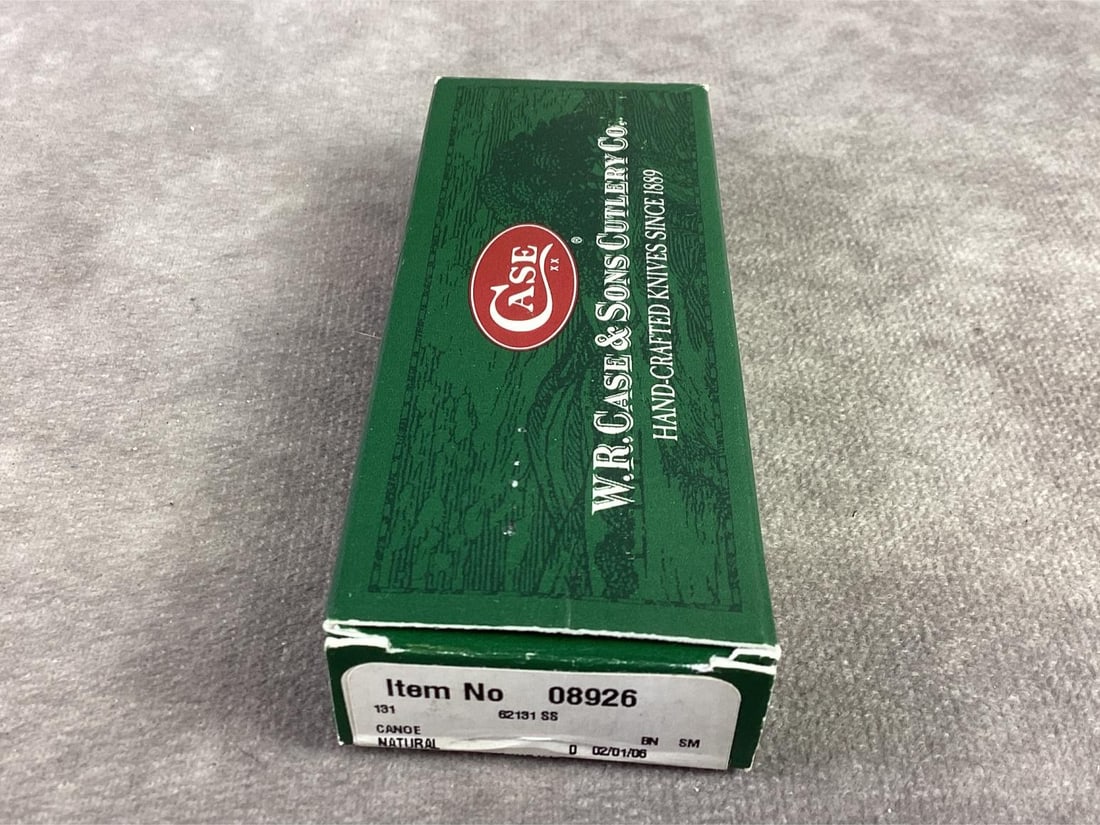 CASE
XX
®
W.R. CASE & SONS CUTLERY CO.
HAND-CRAFTED KNIVES SINCE 1889
Item No 08926
131 62131 SS
CANOE BN SM
NATURAL 0 02/01/06